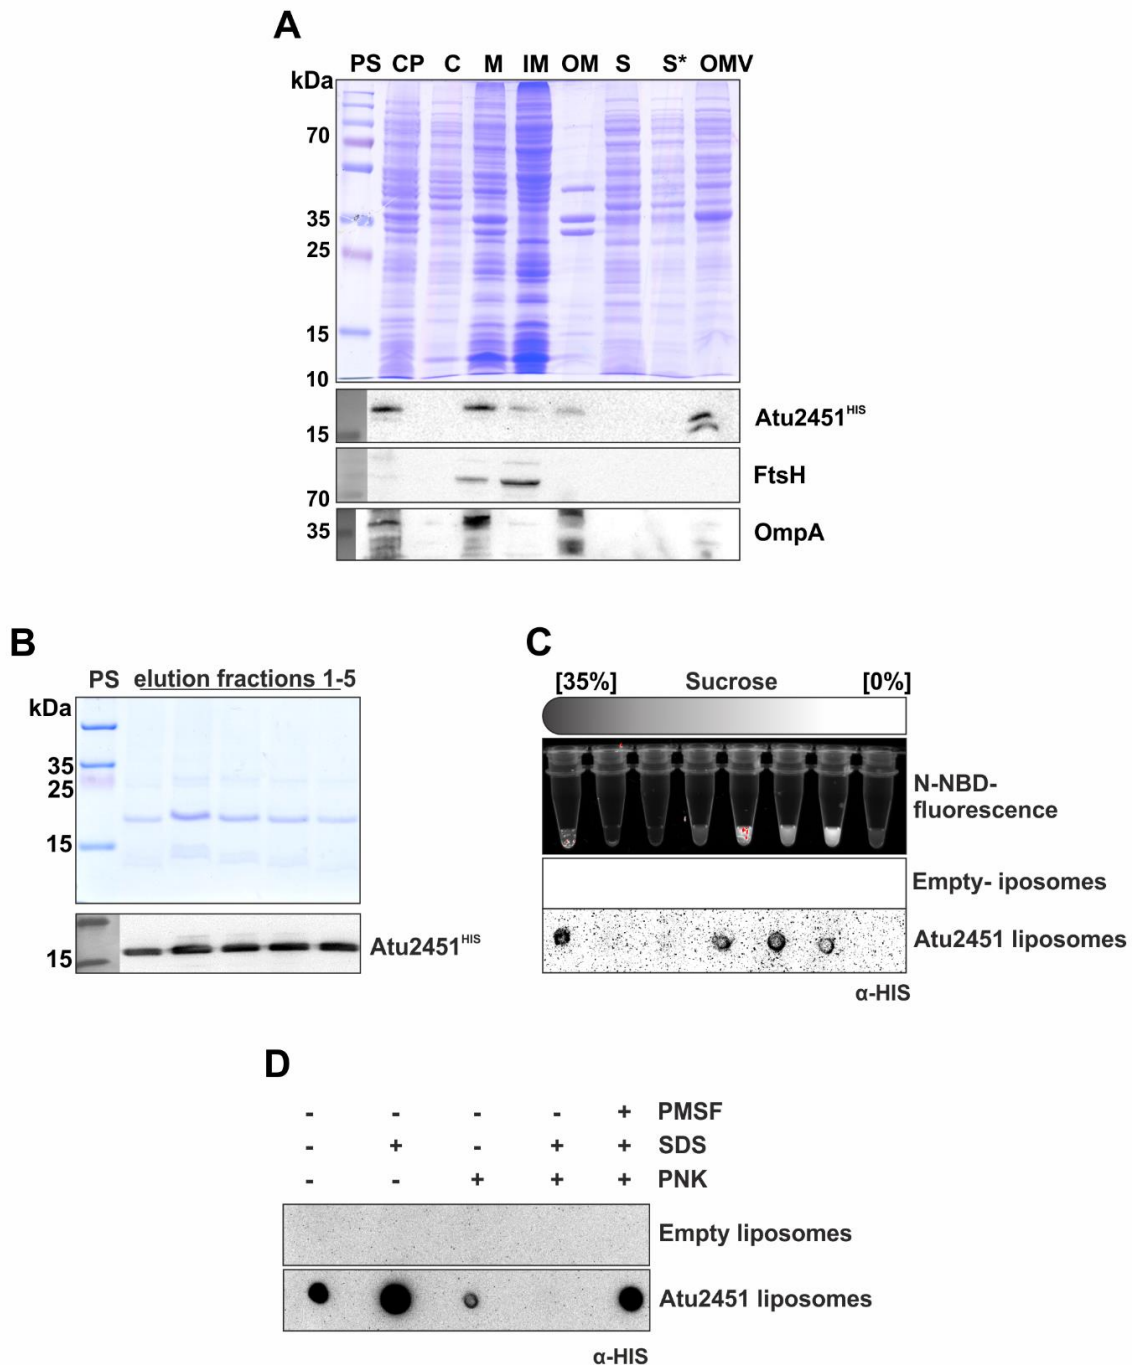 A
PS CP C M IM OM S S* OMV
kDa
70
35
25
15
10
Atu2451HIS
15
FtsH
70
35
OmpA
B
PS elution fractions 1-5
kDa
35
25
15
Atu2451HIS
15
C
[35%] Sucrose [0%]
N-NBD-
fluorescence
Empty- iposomes
Atu2451 liposomes
α-HIS
D
- - - - + PMSF
- + - + + SDS
- - + + + PNK
Empty liposomes
Atu2451 liposomes
α-HIS